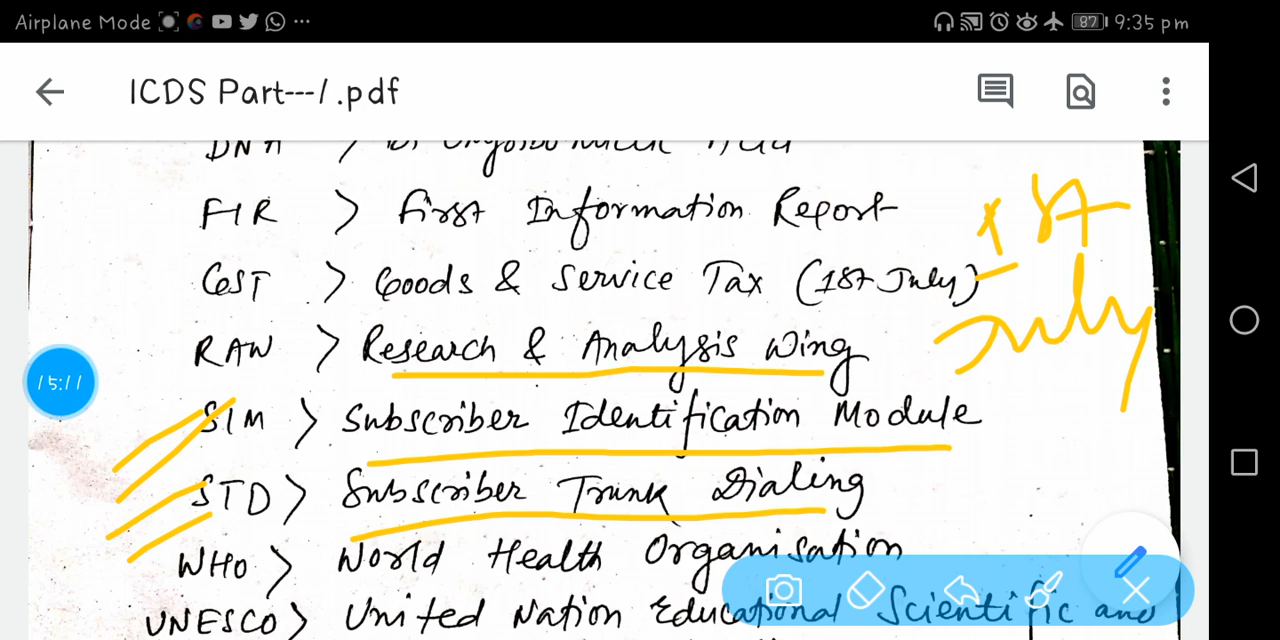 Airplane Mode ... 87 9:35 pm
ICDS Part---1 .pdf
DNA >
FIR > First Information Report
GST > Goods & Service Tax (1st July)
1st
July
RAW > Research & Analysis Wing
15:11
SIM > Subscriber Identification Module
STD > Subscriber Trunk Dialing
WHO > World Health Organisation
UNESCO > United Nation Educational Scientific and